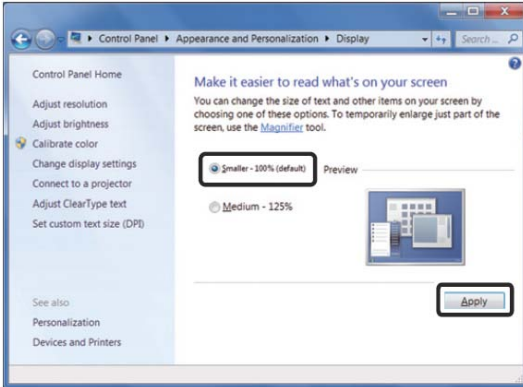 Control Panel ▸ Appearance and Personalization ▸ Display
Search ...
Control Panel Home
Adjust resolution
Adjust brightness
Calibrate color
Change display settings
Connect to a projector
Adjust ClearType text
Set custom text size (DPI)
See also
Personalization
Devices and Printers
Make it easier to read what's on your screen
You can change the size of text and other items on your screen by
choosing one of these options. To temporarily enlarge just part of the
screen, use the Magnifier tool.
Smaller - 100% (default)
Preview
Medium - 125%
Apply